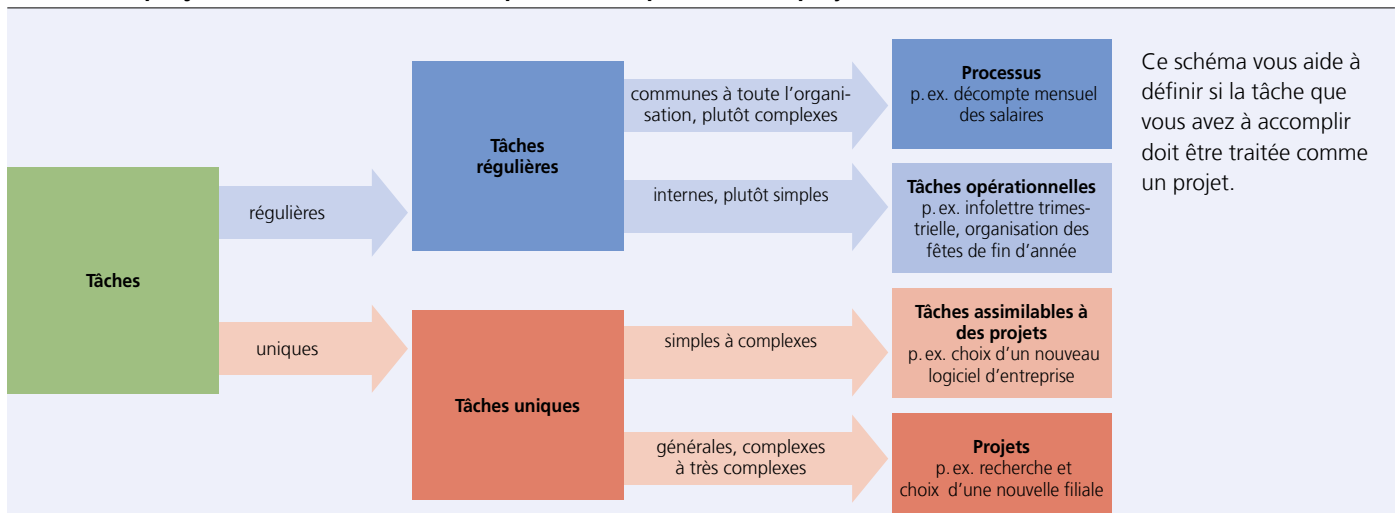 Tâches
régulières
uniques
Tâches
régulières
Tâches uniques
communes à toute l'organi-
sation, plutôt complexes
internes, plutôt simples
simples à complexes
générales, complexes
à très complexes
Processus
p. ex. décompte mensuel
des salaires
Tâches opérationnelles
p. ex. infolettre trimes-
trielle, organisation des
fêtes de fin d'année
Tâches assimilables à
des projets
p. ex. choix d'un nouveau
logiciel d'entreprise
Projets
p. ex. recherche et
choix d'une nouvelle filiale
Ce schéma vous aide à
définir si la tâche que
vous avez à accomplir
doit être traitée comme
un projet.